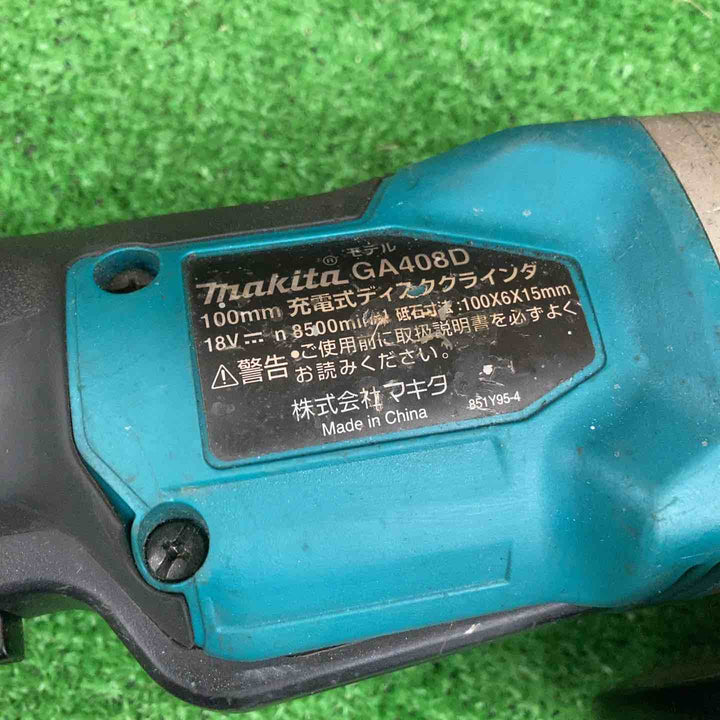 モデル
makita® GA408D
100mm 充電式ディスクグラインダ
18V n 8500min 砥石寸法:100X6X15mm
⚠警告 •ご使用前に取扱説明書を必ずよく
お読みください。
株式会社マキタ
Made in China
851Y95-4